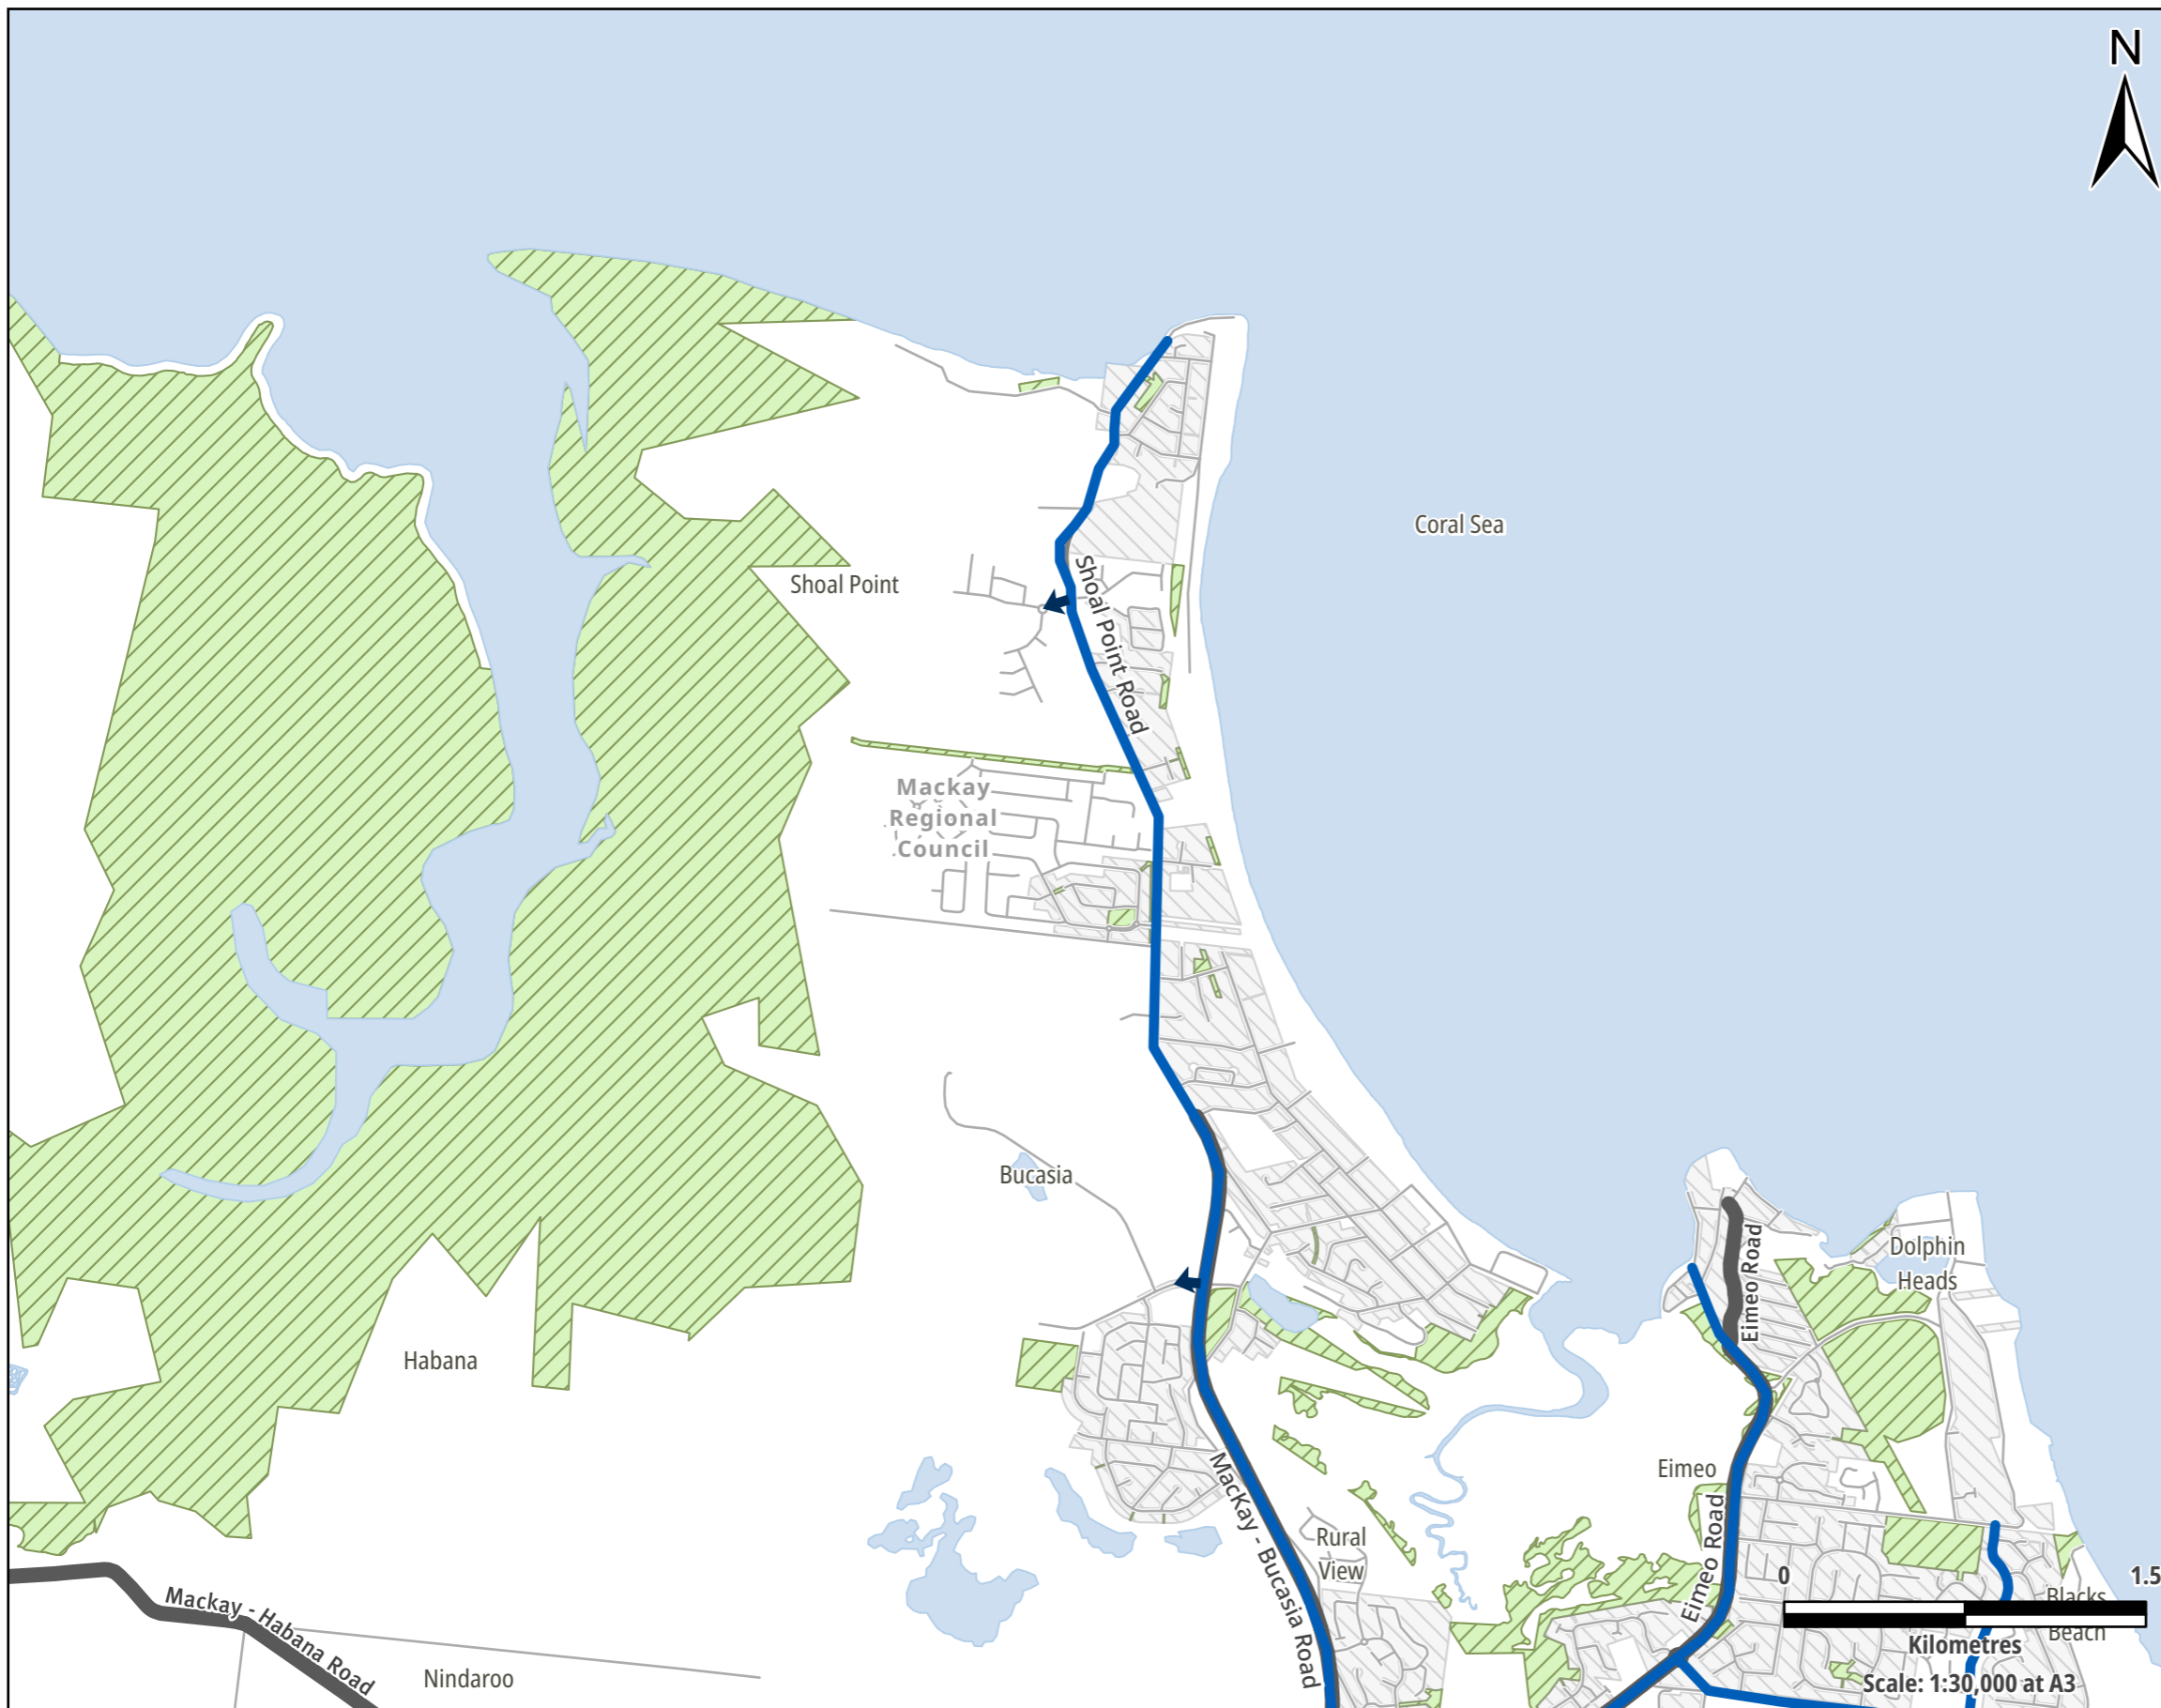 N
Coral Sea
Shoal Point
Shoal Point Road
Mackay
Regional
Council
Bucasia
Dolphin
Heads
Eimeo Road
Habana
Eimeo
MacKay - Bucasia Road
Rural
View
Eimeo Road
0
1.5
Blacks
Beach
Mackay - Habana Road
Kilometres
Nindaroo
Scale: 1:30,000 at A3